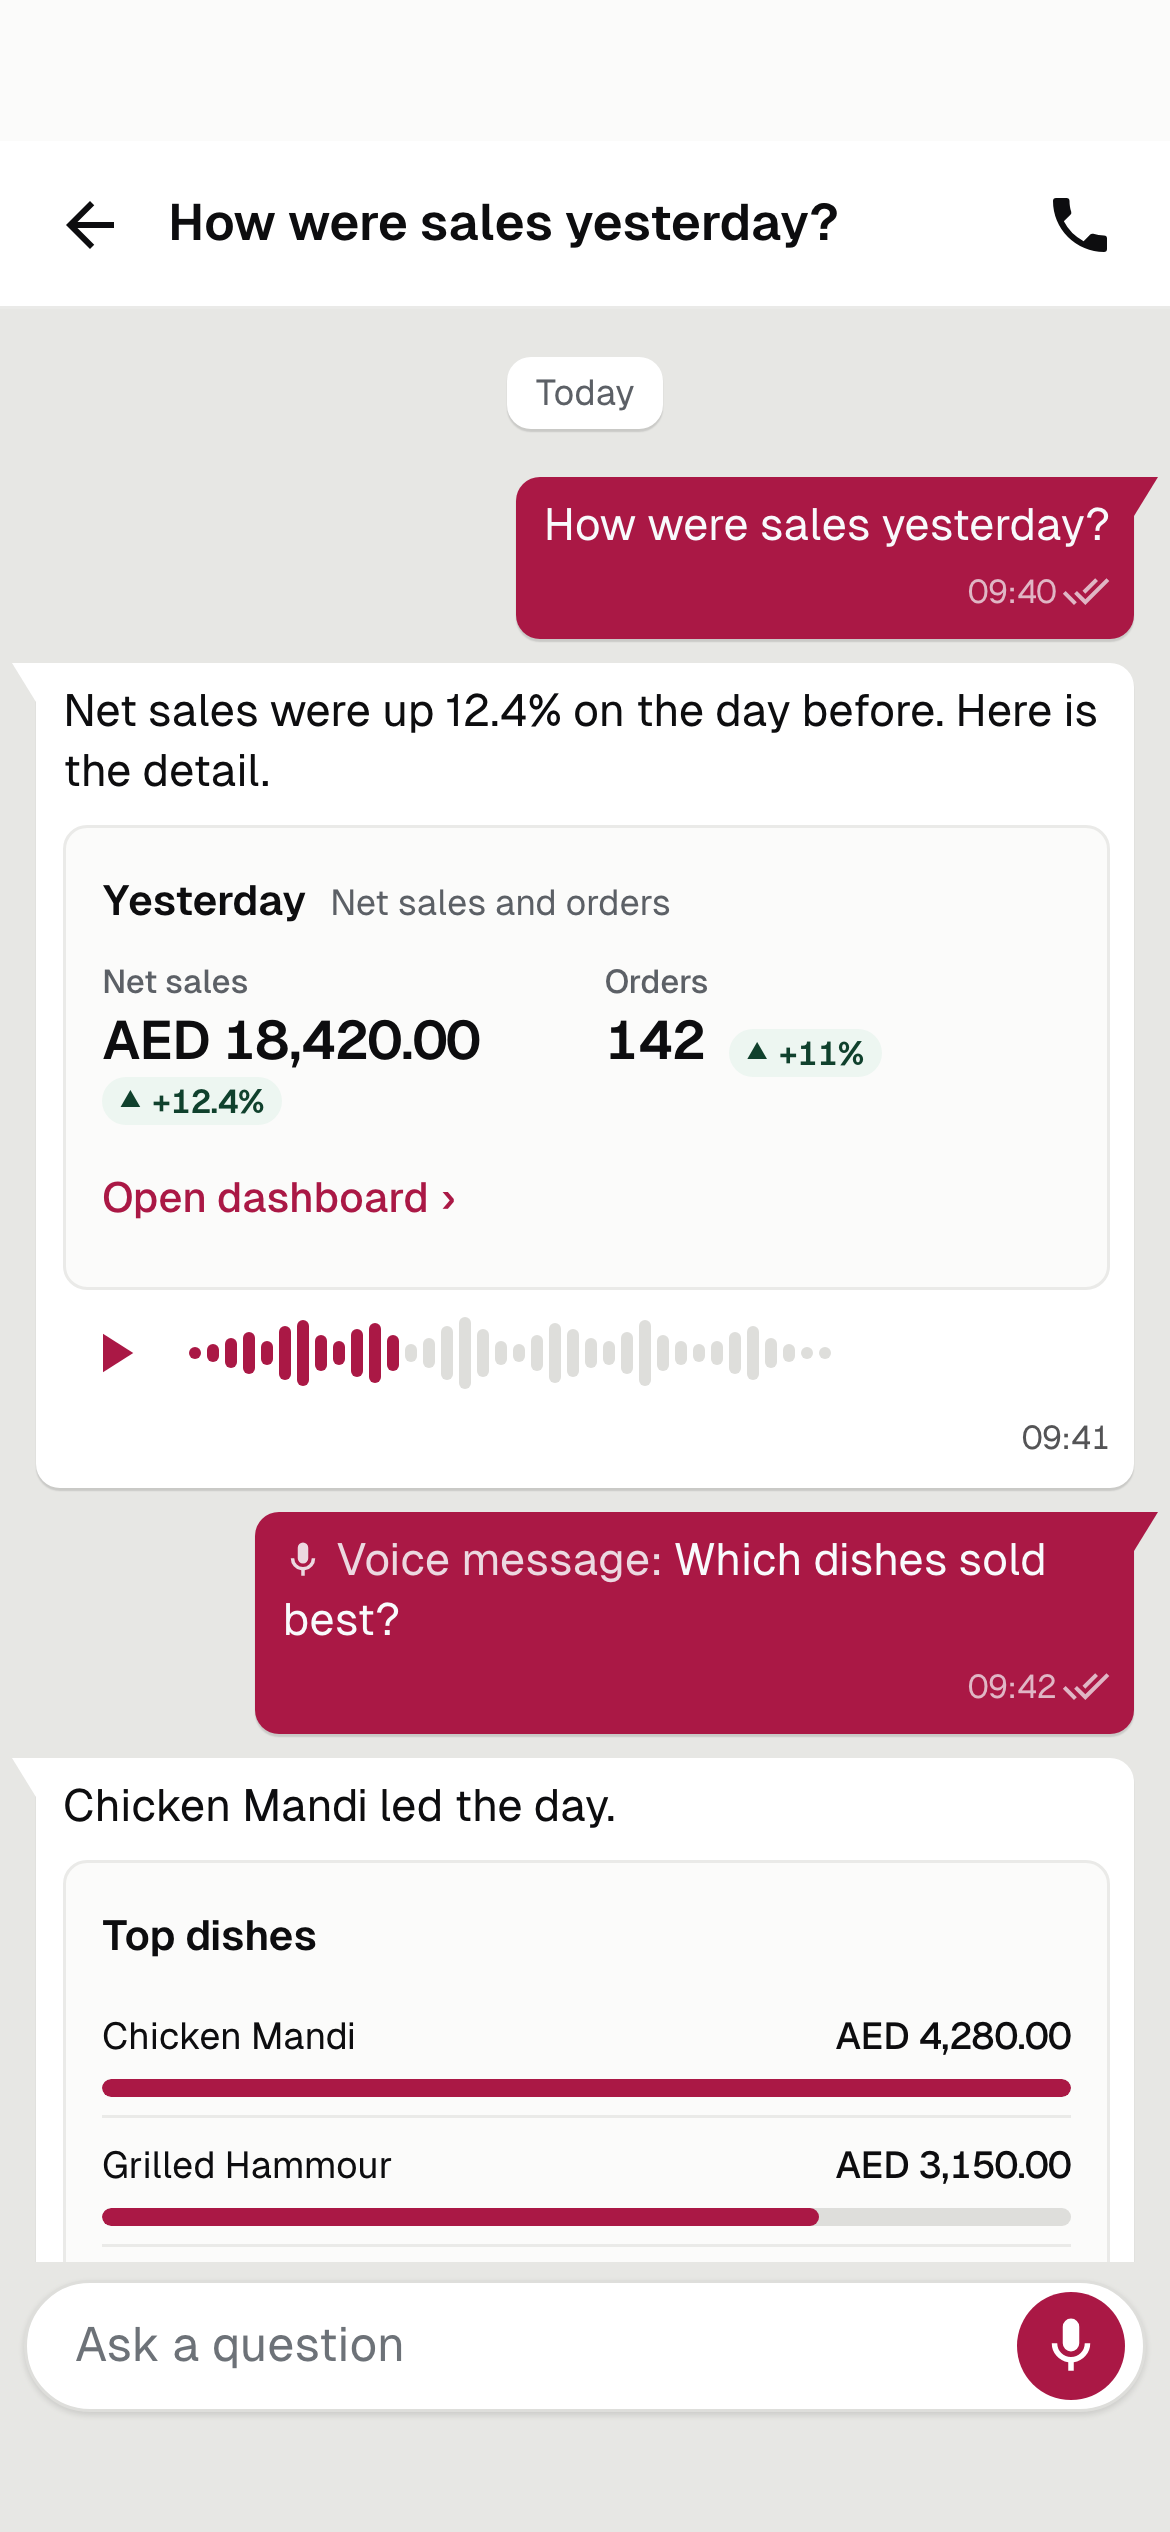 How were sales yesterday?
Today
How were sales yesterday?
09:40
Net sales were up 12.4% on the day before. Here is
the detail.
Yesterday Net sales and orders
Net sales
AED 18,420.00
▲ +12.4%
Orders
142 ▲ +11%
Open dashboard ›
09:41
Voice message: Which dishes sold
best?
09:42
Chicken Mandi led the day.
Top dishes
Chicken Mandi AED 4,280.00
Grilled Hammour AED 3,150.00
Ask a question